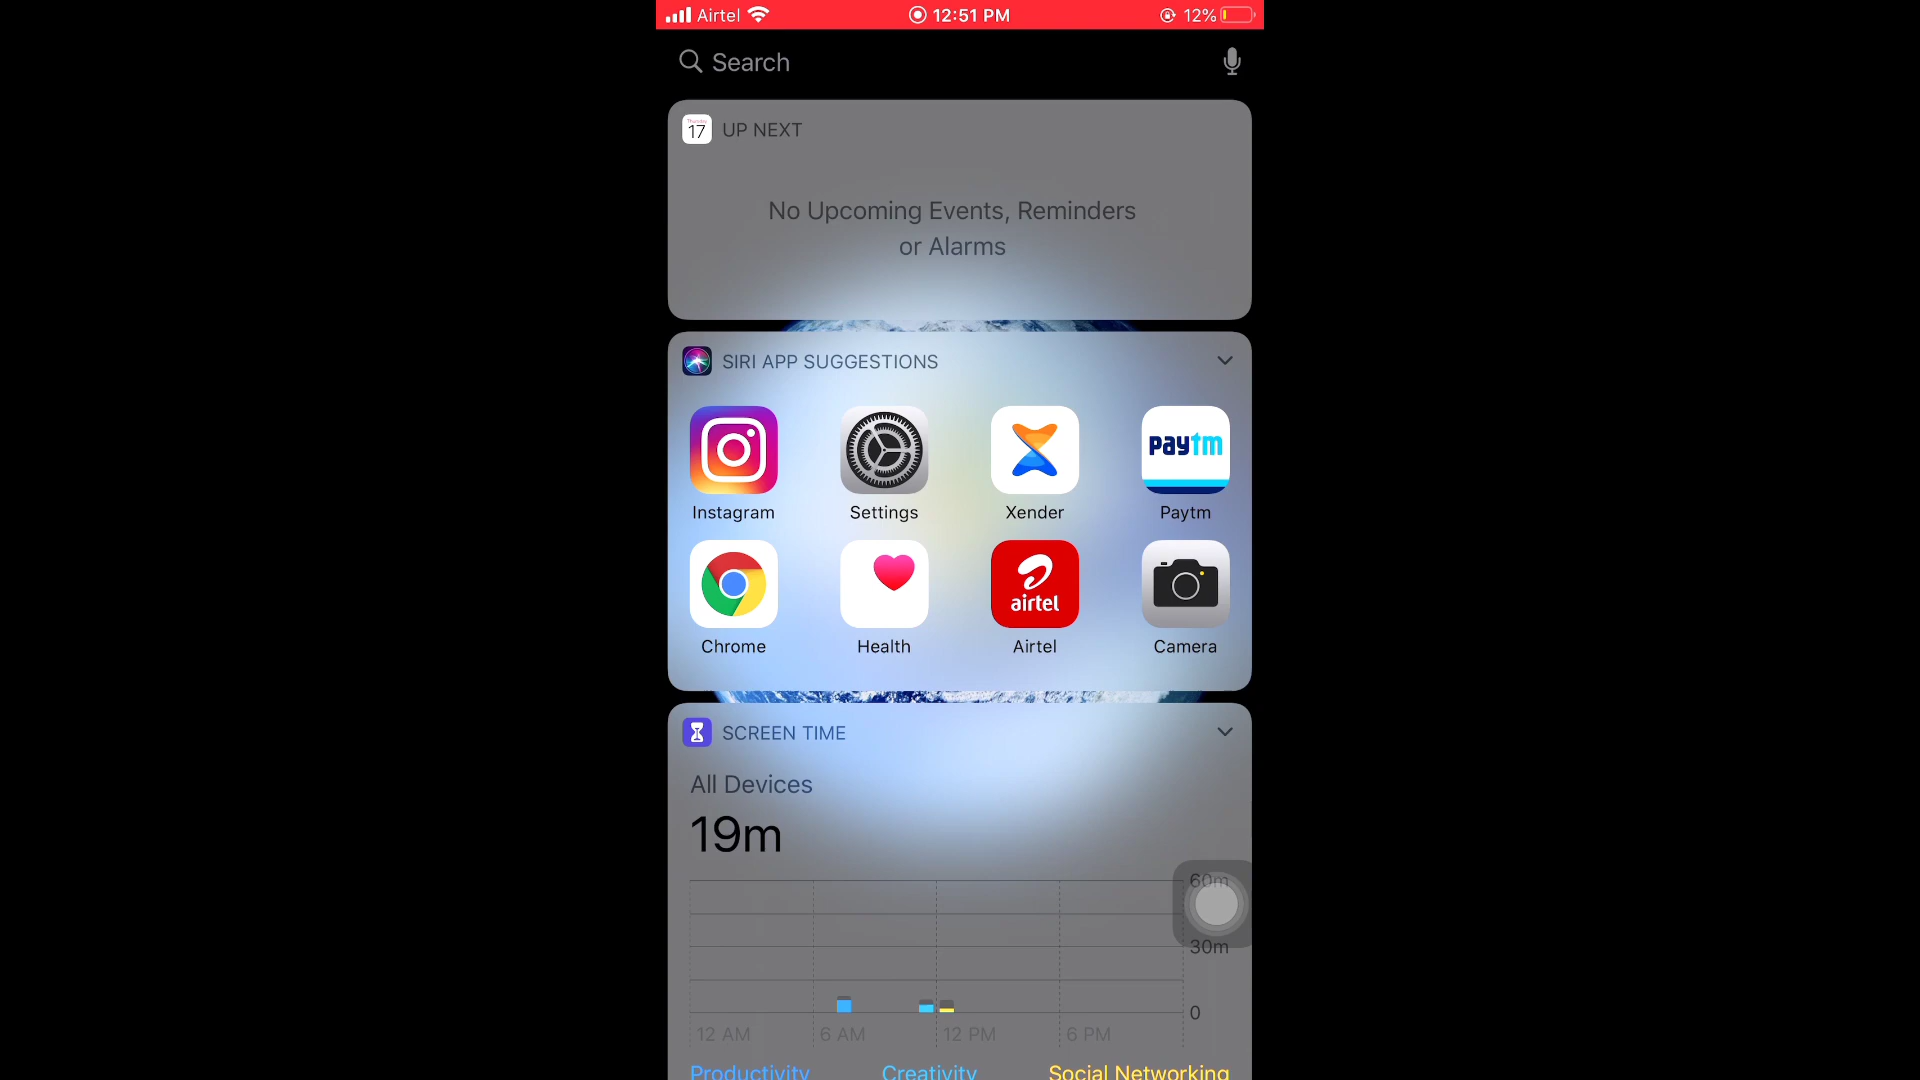 Airtel 12:51 PM 12%
Search
Thursday
17 UP NEXT
No Upcoming Events, Reminders
or Alarms
SIRI APP SUGGESTIONS
paytm
Instagram Settings Xender Paytm
airtel
Chrome Health Airtel Camera
SCREEN TIME
All Devices
19m
60m
30m
0
12 AM 6 AM 12 PM 6 PM
Productivity Creativity Social Networking